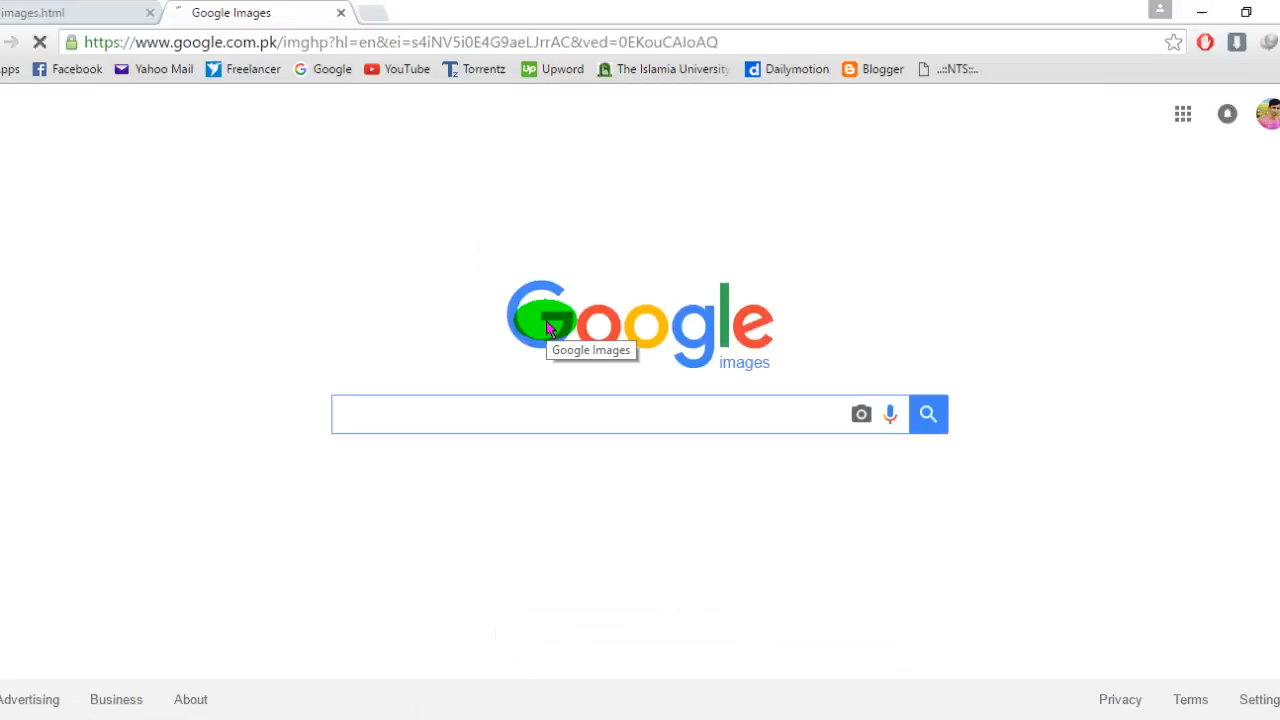 images.html Google Images
https://www.google.com.pk/imghp?hl=en&ei=s4iNV5i0E4G9aeLJrrAC&ved=0EKouCAIoAQ
pps Facebook Yahoo Mail Freelancer Google YouTube Torrentz Upword The Islamia University Dailymotion Blogger ..::NTS::..
Google
images
Google Images
Advertising Business About Privacy Terms Setting